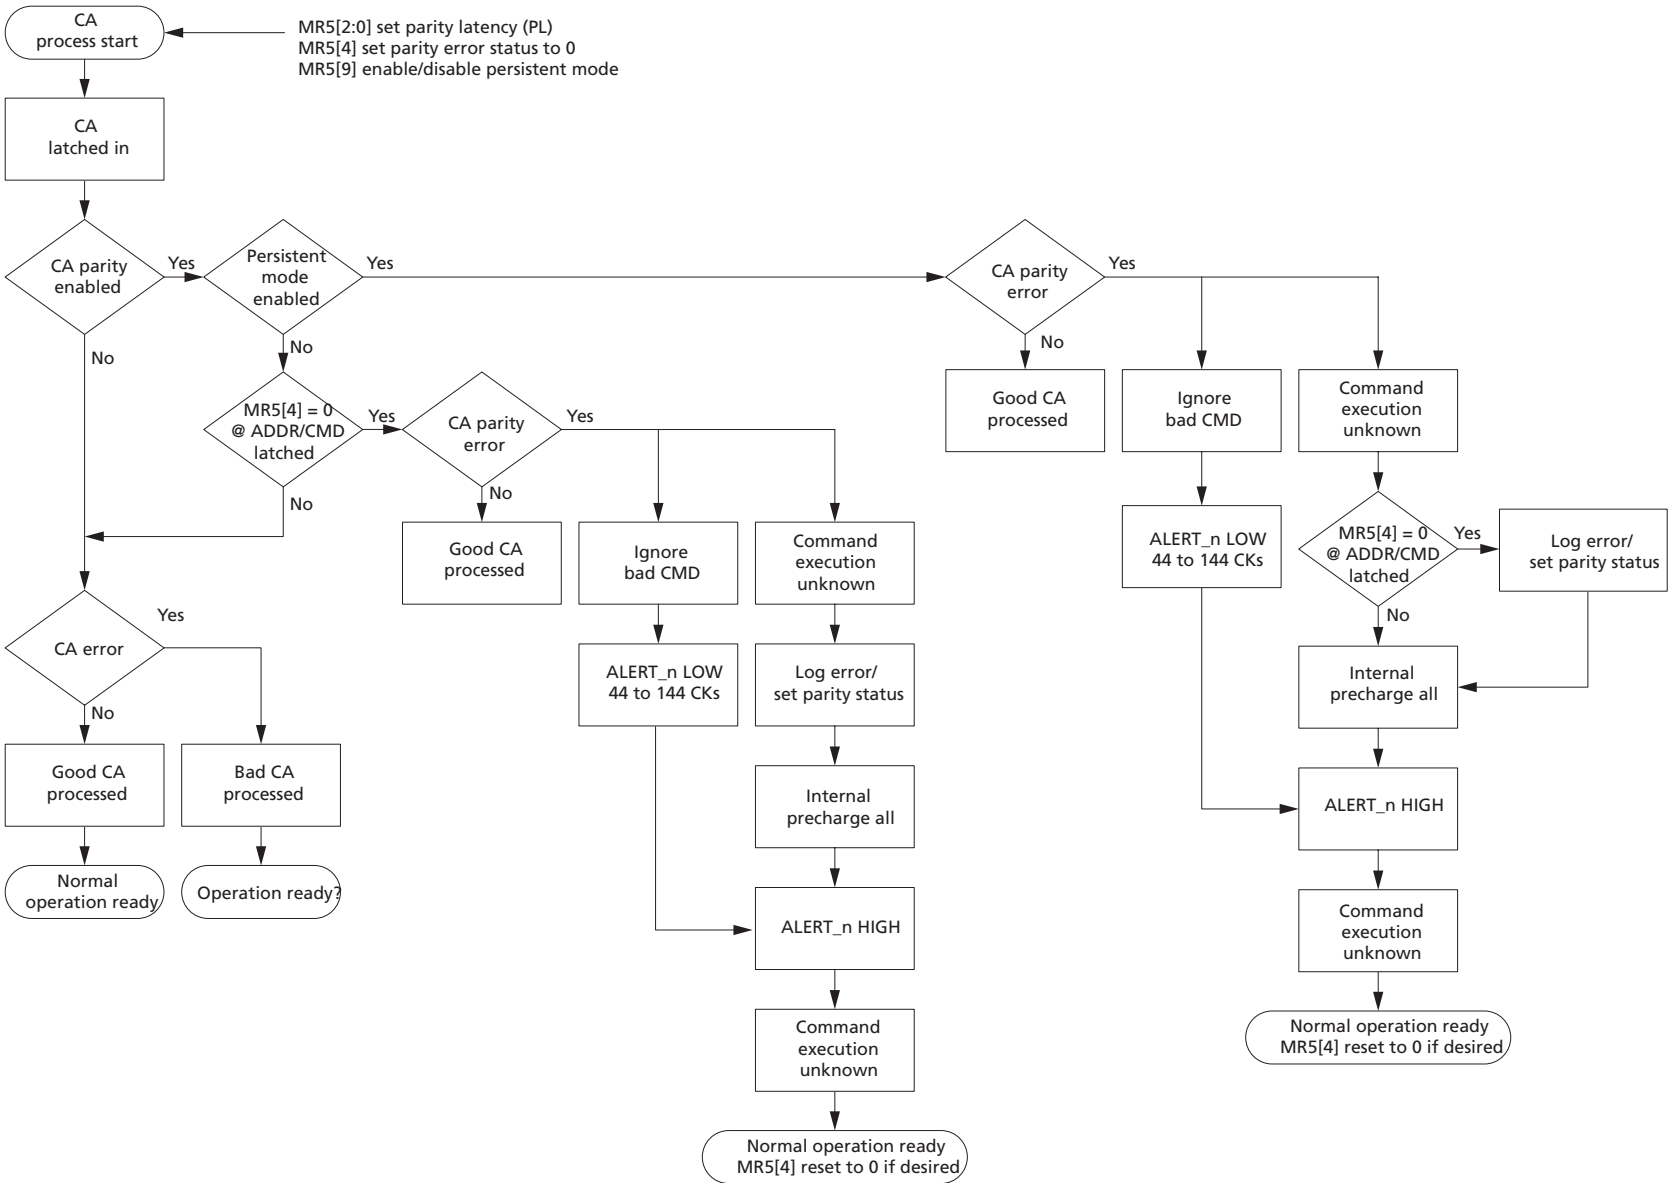 CA
process start
MR5[2:0] set parity latency (PL)
MR5[4] set parity error status to 0
MR5[9] enable/disable persistent mode
CA
latched in
CA parity
enabled
Yes
Persistent
mode
enabled
Yes
CA parity
error
Yes
No
No
No
MR5[4] = 0
@ ADDR/CMD
latched
Yes
CA parity
error
Yes
No
No
Good CA
processed
Ignore
bad CMD
Command
execution
unknown
Good CA
processed
Ignore
bad CMD
Command
execution
unknown
ALERT_n LOW
44 to 144 CKs
MR5[4] = 0
@ ADDR/CMD
latched
Yes
Log error/
set parity status
No
CA error
Yes
No
ALERT_n LOW
44 to 144 CKs
Log error/
set parity status
Internal
precharge all
Good CA
processed
Bad CA
processed
Internal
precharge all
ALERT_n HIGH
Normal
operation ready
Operation ready?
ALERT_n HIGH
Command
execution
unknown
Command
execution
unknown
Normal operation ready
MR5[4] reset to 0 if desired
Normal operation ready
MR5[4] reset to 0 if desired